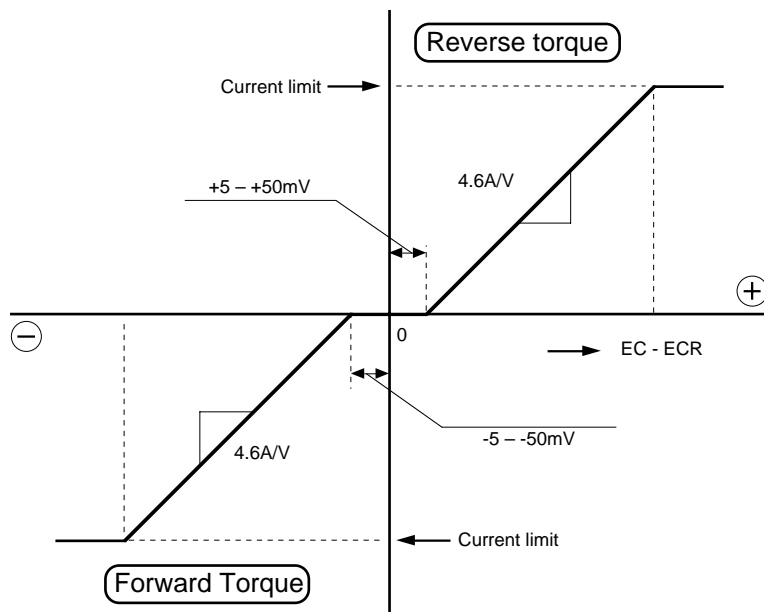 Reverse torque
Current limit
+5 – +50mV
4.6A/V
+
−
0
EC - ECR
-5 – -50mV
4.6A/V
Current limit
Forward Torque